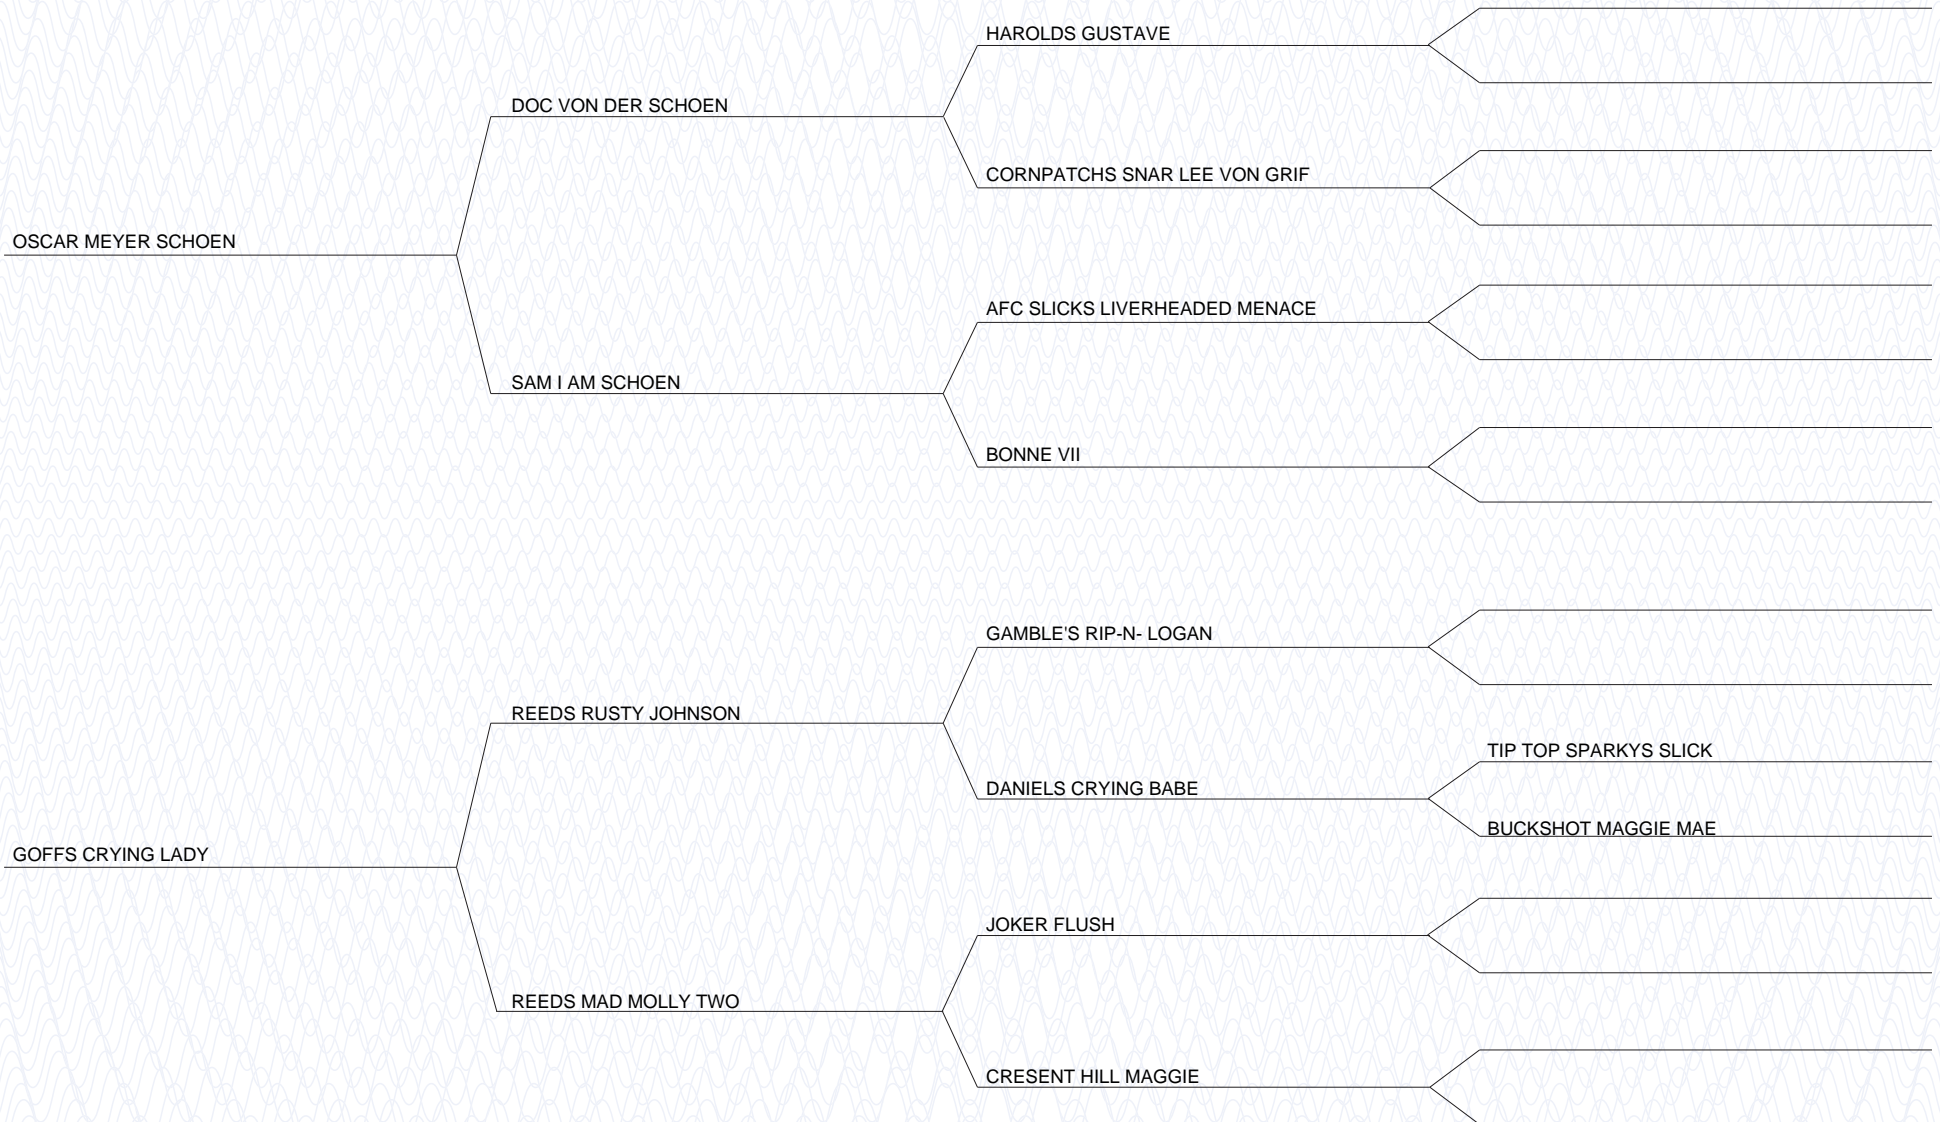 HAROLDS GUSTAVE
DOC VON DER SCHOEN
CORNPATCHS SNAR LEE VON GRIF
OSCAR MEYER SCHOEN
AFC SLICKS LIVERHEADED MENACE
SAM I AM SCHOEN
BONNE VII
GAMBLE'S RIP-N- LOGAN
REEDS RUSTY JOHNSON
TIP TOP SPARKYS SLICK
DANIELS CRYING BABE
BUCKSHOT MAGGIE MAE
GOFFS CRYING LADY
JOKER FLUSH
REEDS MAD MOLLY TWO
CRESENT HILL MAGGIE